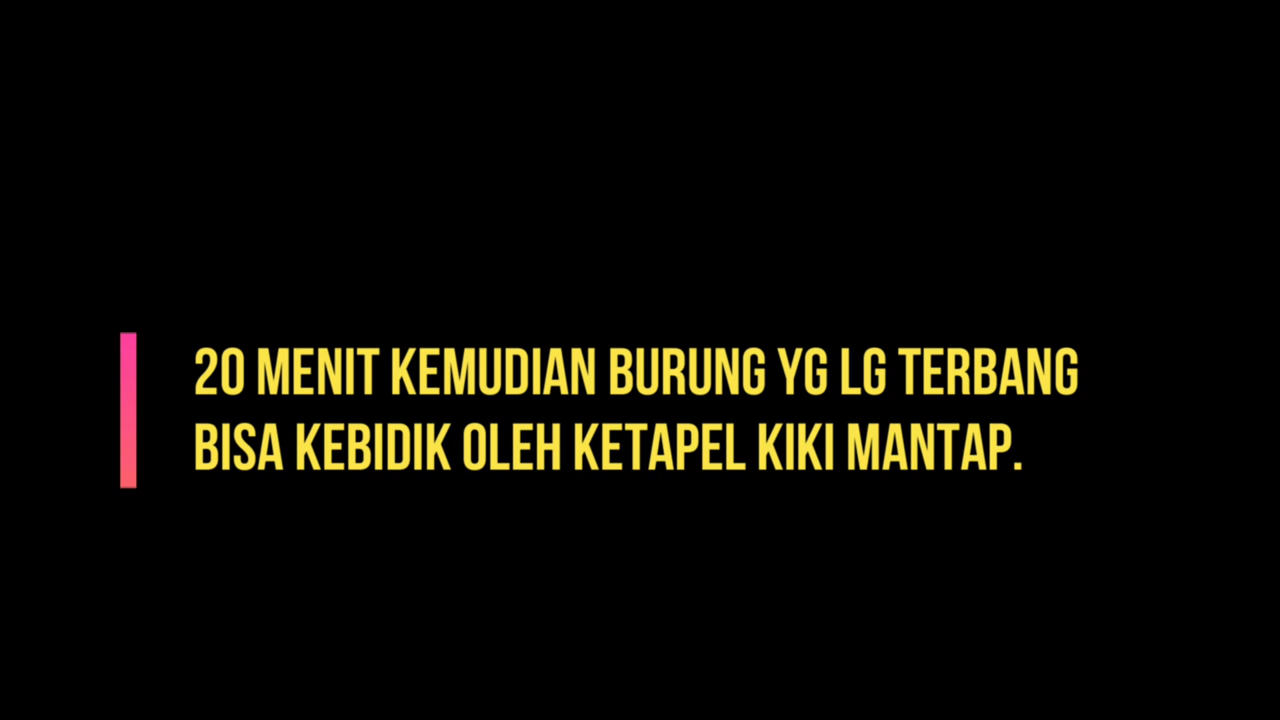 20 MENIT KEMUDIAN BURUNG YG LG TERBANG
BISA KEBIDIK OLEH KETAPEL KIKI MANTAP.